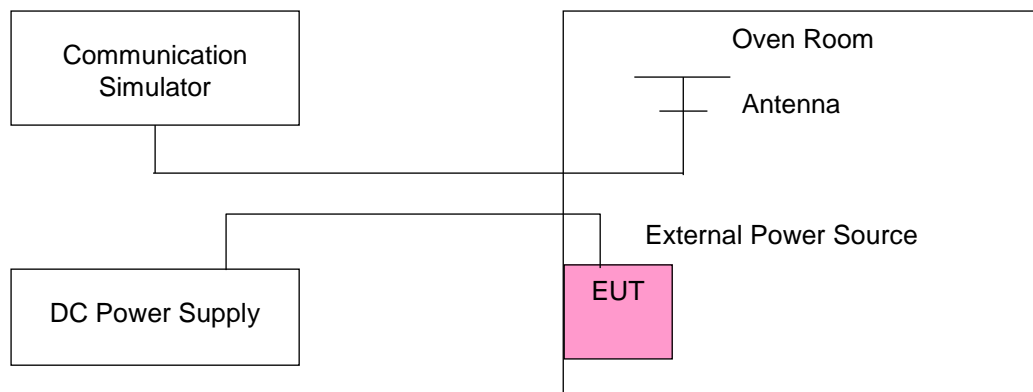 Communication
Simulator
Oven Room
Antenna
External Power Source
EUT
DC Power Supply